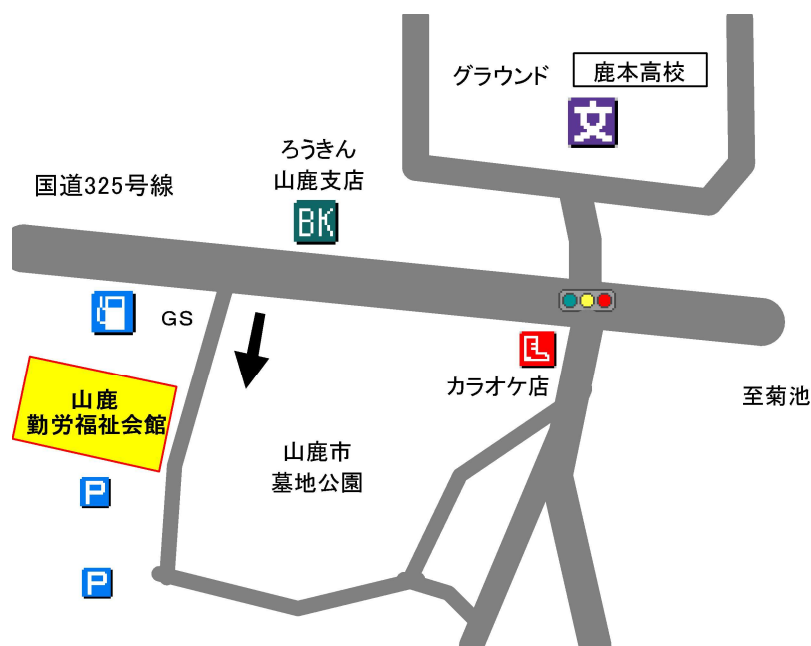 グラウンド
鹿本高校
文
ろうきん
山鹿支店
国道325号線
BK
GS
カラオケ店
至菊池
山鹿
勤労福祉会館
山鹿市
墓地公園
P
P